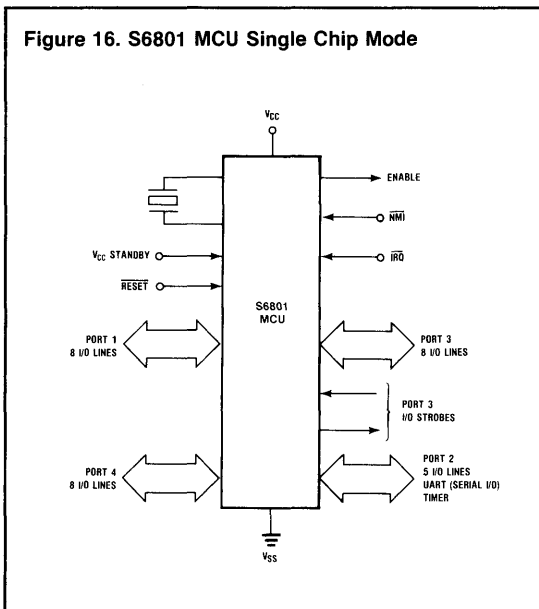 Figure 16. S6801 MCU Single Chip Mode
VCC
ENABLE
NMI
VCC STANDBY
IRQ
RESET
S6801
MCU
PORT 1
8 I/O LINES
PORT 3
8 I/O LINES
PORT 3
I/O STROBES
PORT 4
8 I/O LINES
PORT 2
5 I/O LINES
UART (SERIAL I/O)
TIMER
VSS